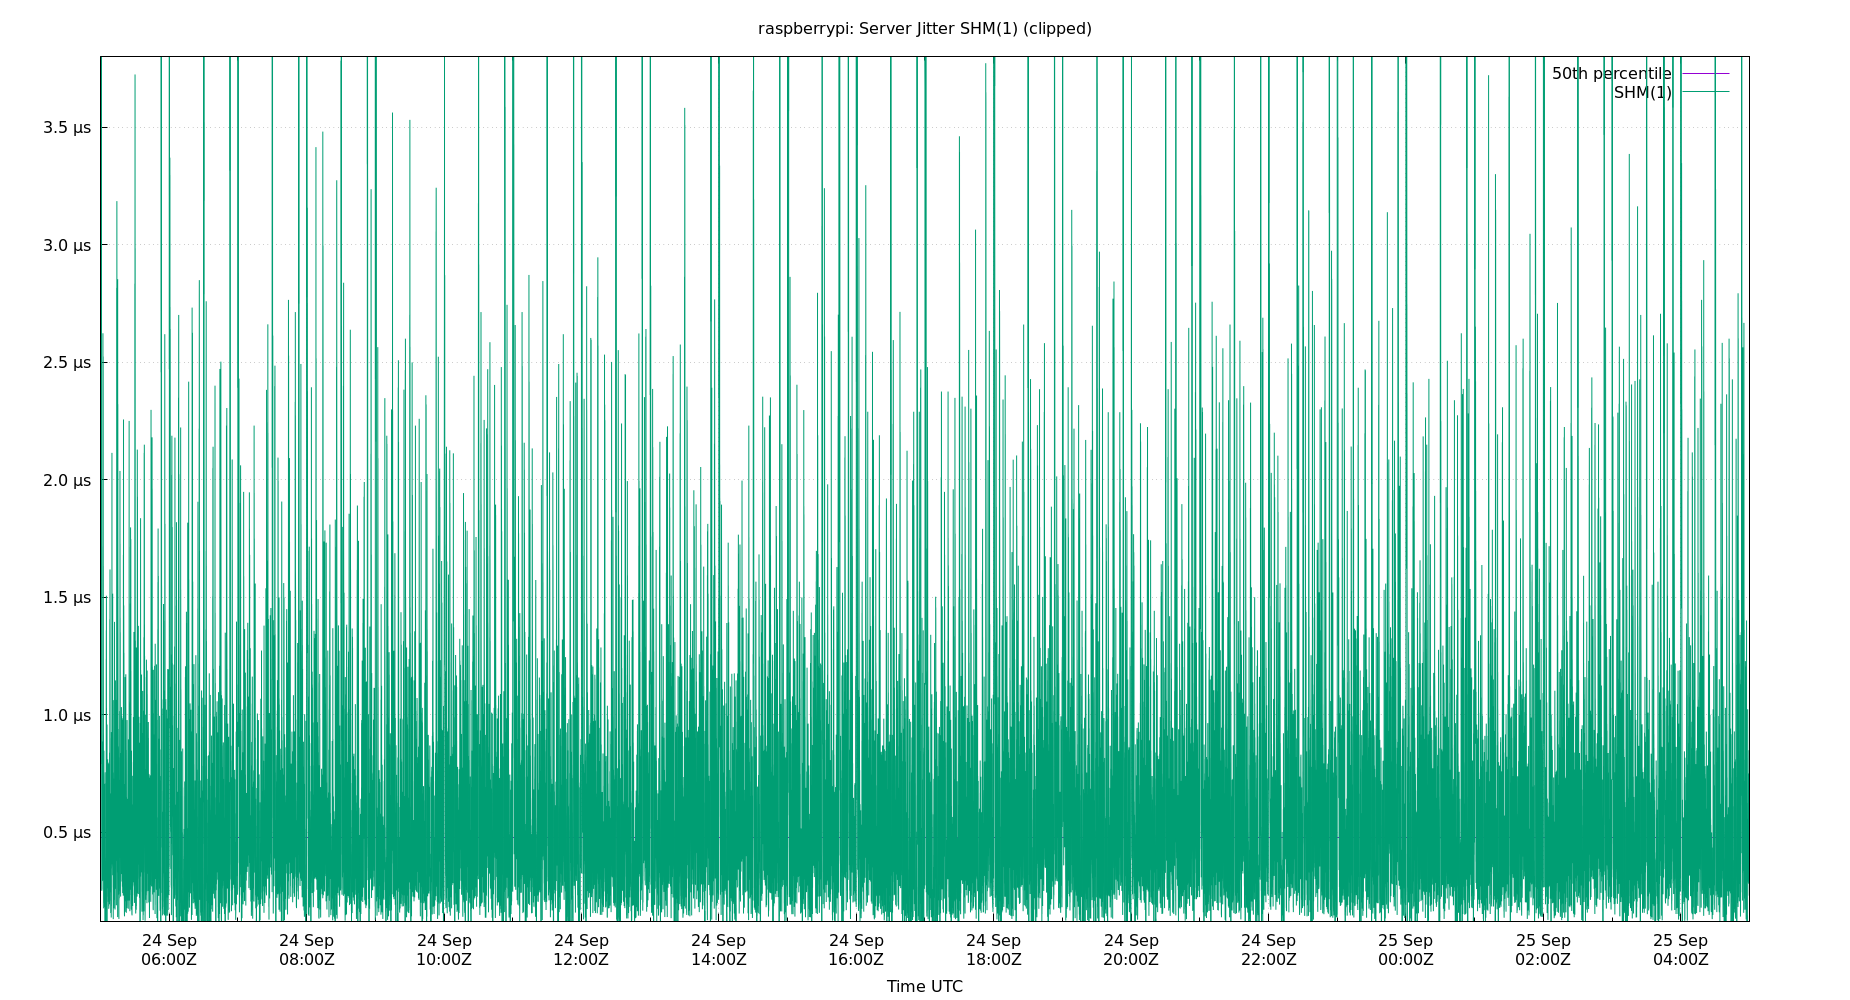 raspberrypi: Server Jitter SHM(1) (clipped)
50th percentile
SHM(1)
3.5 µs
3.0 µs
2.5 µs
2.0 µs
1.5 µs
1.0 µs
0.5 µs
24 Sep 24 Sep 24 Sep 24 Sep 24 Sep 24 Sep 24 Sep 24 Sep 24 Sep 25 Sep 25 Sep 25 Sep
06:00Z 08:00Z 10:00Z 12:00Z 14:00Z 16:00Z 18:00Z 20:00Z 22:00Z 00:00Z 02:00Z 04:00Z
Time UTC